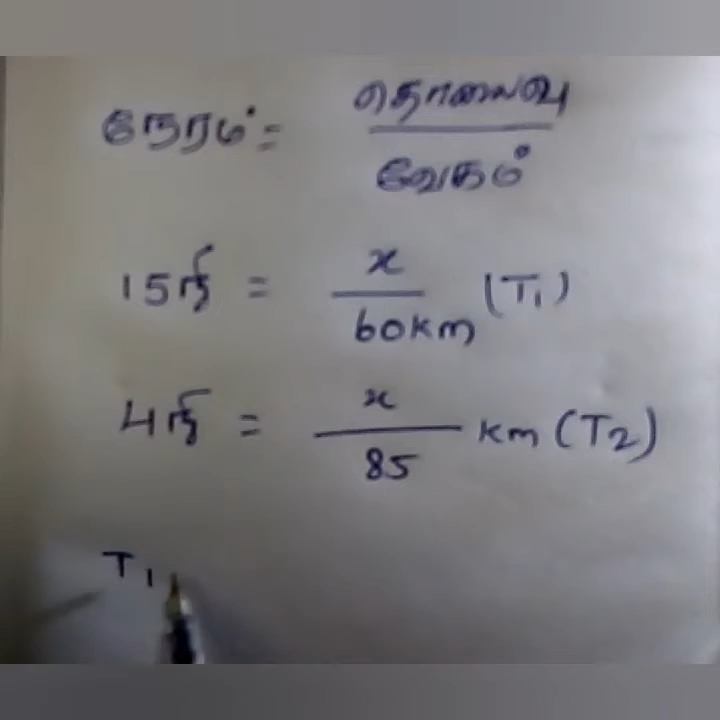 நேரம் = தொலைவு / வேகம்
15நி = x / 60km (T1)
4நி = x / 85 km (T2)
T1